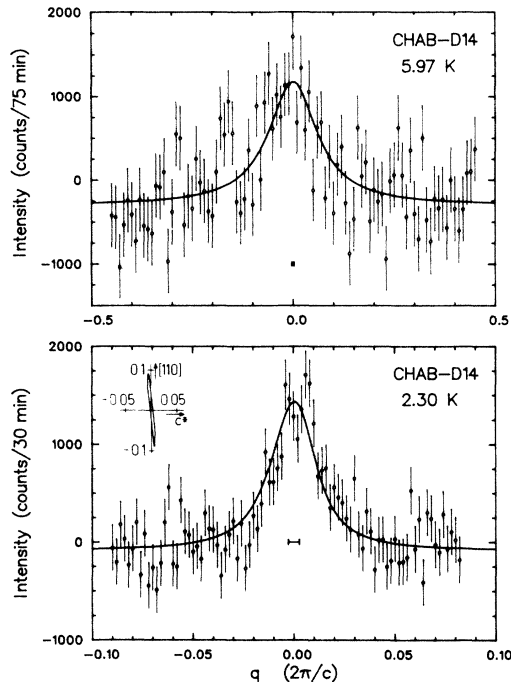 CHAB-D14
5.97 K
2000
1000
0
-1000
Intensity (counts/75 min)
-0.5
0.0
0.5
CHAB-D14
2.30 K
2000
1000
0
-1000
Intensity (counts/30 min)
0.1
[110]
-0.05
0.05
c*
-0.1
-0.10
-0.05
0.00
0.05
0.10
q (2π/c)